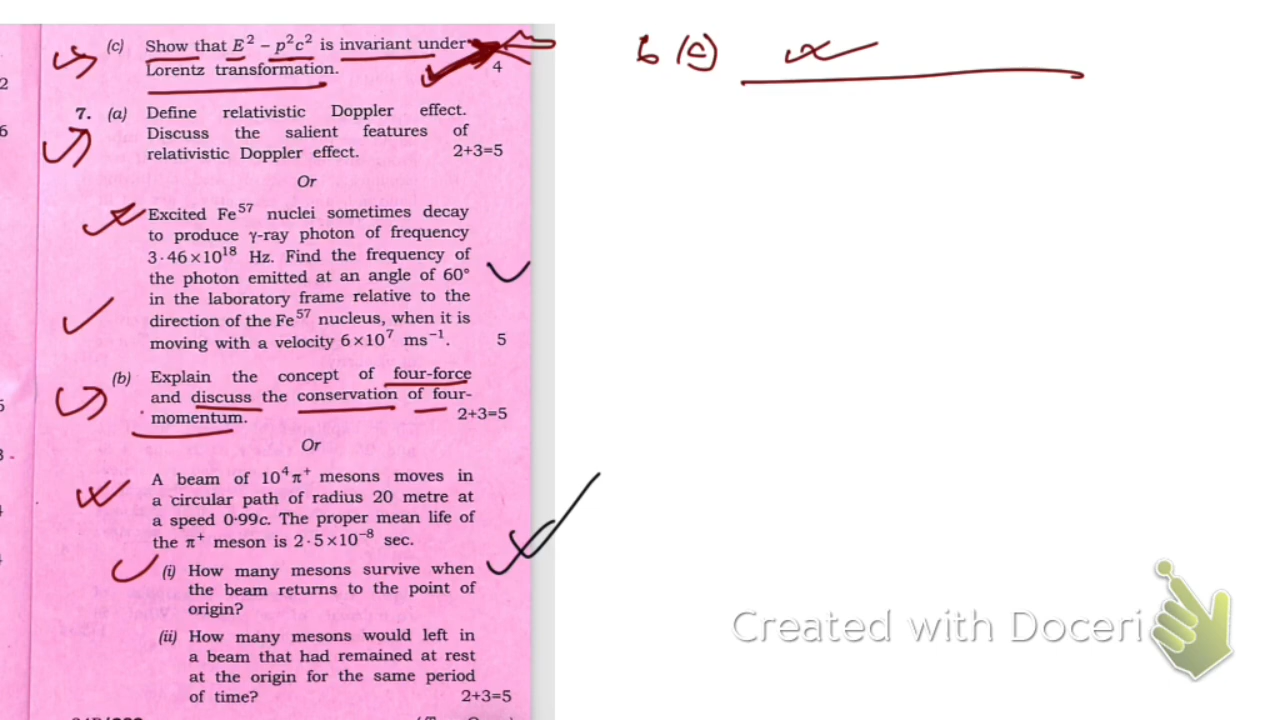 (c) Show that E² – p²c² is invariant under
Lorentz transformation. 4
7. (a) Define relativistic Doppler effect.
Discuss the salient features of
relativistic Doppler effect. 2+3=5
Or
Excited Fe⁵⁷ nuclei sometimes decay
to produce γ-ray photon of frequency
3·46×10¹⁸ Hz. Find the frequency of
the photon emitted at an angle of 60°
in the laboratory frame relative to the
direction of the Fe⁵⁷ nucleus, when it is
moving with a velocity 6×10⁷ ms⁻¹. 5
(b) Explain the concept of four-force
and discuss the conservation of four-
momentum. 2+3=5
Or
A beam of 10⁴ π⁺ mesons moves in
a circular path of radius 20 metre at
a speed 0·99c. The proper mean life of
the π⁺ meson is 2·5×10⁻⁸ sec.
(i) How many mesons survive when
the beam returns to the point of
origin?
(ii) How many mesons would left in
a beam that had remained at rest
at the origin for the same period
of time? 2+3=5
6 (c)
Created with Doceri